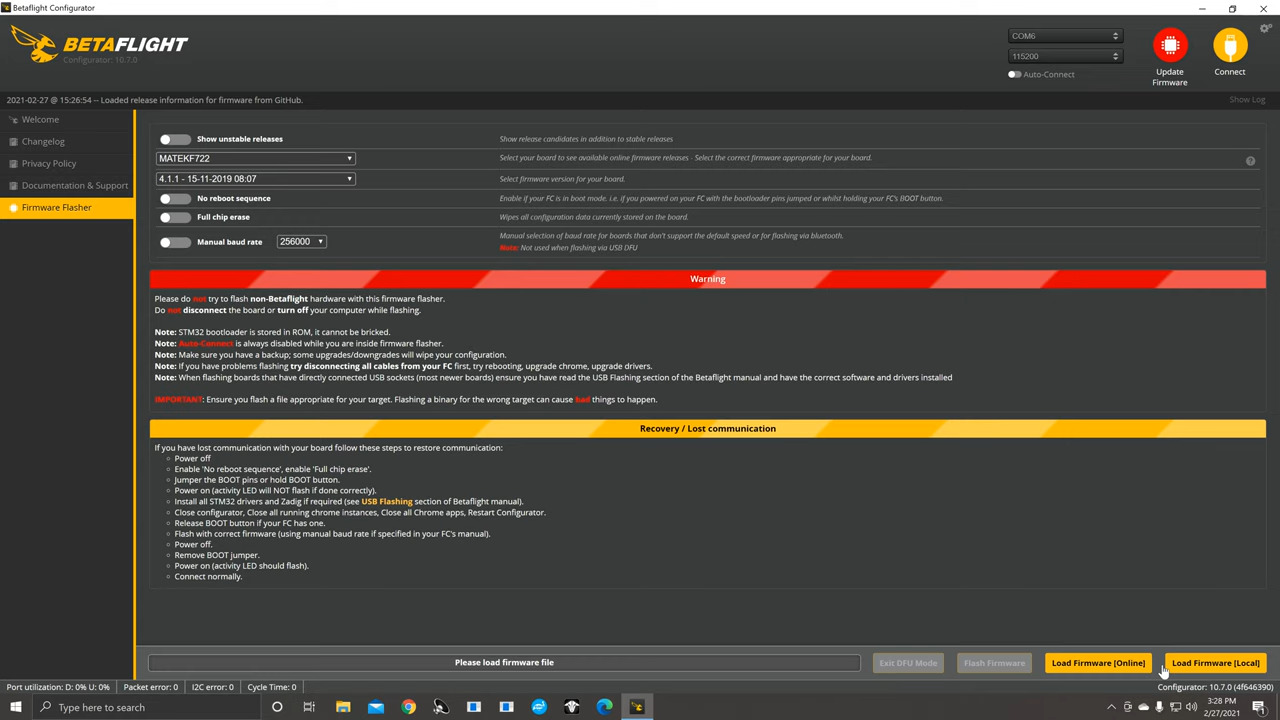 Betaflight Configurator
BETAFLIGHT
Configurator: 10.7.0
COM6
115200
Auto-Connect
Update
Firmware
Connect
2021-02-27 @ 15:26:54 -- Loaded release information for firmware from GitHub.
Show Log
Welcome
Changelog
Privacy Policy
Documentation & Support
Firmware Flasher
Show unstable releases
Show release candidates in addition to stable releases
MATEKF722
Select your board to see available online firmware releases - Select the correct firmware appropriate for your board.
4.1.1 - 15-11-2019 08:07
Select firmware version for your board.
No reboot sequence
Enable if your FC is in boot mode. i.e. if you powered on your FC with the bootloader pins jumped or whilst holding your FC's BOOT button.
Full chip erase
Wipes all configuration data currently stored on the board.
Manual baud rate
256000
Manual selection of baud rate for boards that don't support the default speed or for flashing via bluetooth.
Note: Not used when flashing via USB DFU
Warning
Please do not try to flash non-Betaflight hardware with this firmware flasher.
Do not disconnect the board or turn off your computer while flashing.
Note: STM32 bootloader is stored in ROM, it cannot be bricked.
Note: Auto-Connect is always disabled while you are inside firmware flasher.
Note: Make sure you have a backup; some upgrades/downgrades will wipe your configuration.
Note: If you have problems flashing try disconnecting all cables from your FC first, try rebooting, upgrade chrome, upgrade drivers.
Note: When flashing boards that have directly connected USB sockets (most newer boards) ensure you have read the USB Flashing section of the Betaflight manual and have the correct software and drivers installed
IMPORTANT: Ensure you flash a file appropriate for your target. Flashing a binary for the wrong target can cause bad things to happen.
Recovery / Lost communication
If you have lost communication with your board follow these steps to restore communication:
Power off
Enable 'No reboot sequence', enable 'Full chip erase'.
Jumper the BOOT pins or hold BOOT button.
Power on (activity LED will NOT flash if done correctly).
Install all STM32 drivers and Zadig if required (see USB Flashing section of Betaflight manual).
Close configurator, Close all running chrome instances, Close all Chrome apps, Restart Configurator.
Release BOOT button if your FC has one.
Flash with correct firmware (using manual baud rate if specified in your FC's manual).
Power off.
Remove BOOT jumper.
Power on (activity LED should flash).
Connect normally.
Please load firmware file
Exit DFU Mode
Flash Firmware
Load Firmware [Online]
Load Firmware [Local]
Port utilization: D: 0% U: 0%
Packet error: 0
I2C error: 0
Cycle Time: 0
Configurator: 10.7.0 (4f646390)
Type here to search
3:28 PM
2/27/2021